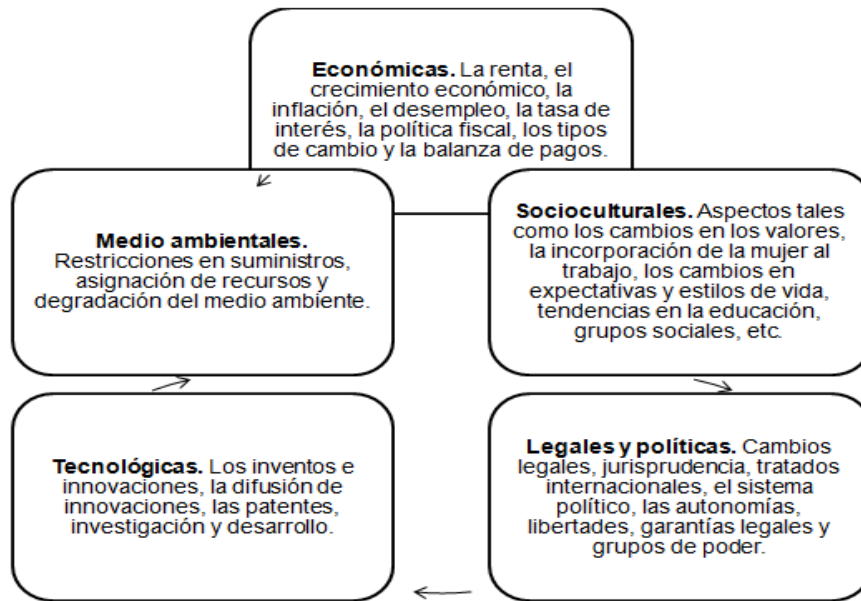 Económicas. La renta, el
crecimiento económico, la
inflación, el desempleo, la tasa de
interés, la política fiscal, los tipos
de cambio y la balanza de pagos.
Socioculturales. Aspectos tales
como los cambios en los valores,
la incorporación de la mujer al
trabajo, los cambios en
expectativas y estilos de vida,
tendencias en la educación,
grupos sociales, etc.
Legales y políticas. Cambios
legales, jurisprudencia, tratados
internacionales, el sistema
político, las autonomías,
libertades, garantías legales y
grupos de poder.
Tecnológicas. Los inventos e
innovaciones, la difusión de
innovaciones, las patentes,
investigación y desarrollo.
Medio ambientales.
Restricciones en suministros,
asignación de recursos y
degradación del medio ambiente.